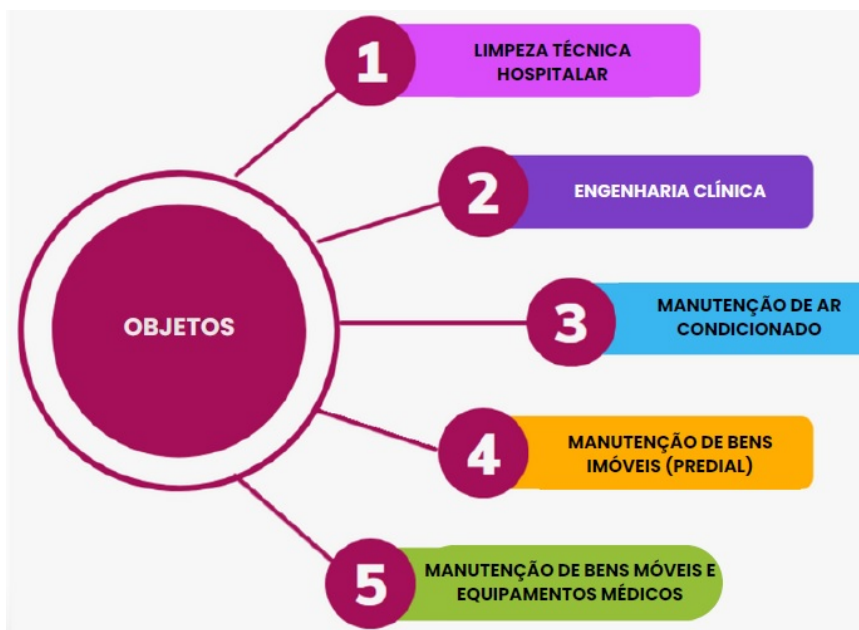 1
LIMPEZA TÉCNICA
HOSPITALAR
2
ENGENHARIA CLÍNICA
OBJETOS
3
MANUTENÇÃO DE AR
CONDICIONADO
4
MANUTENÇÃO DE BENS
IMÓVEIS (PREDIAL)
5
MANUTENÇÃO DE BENS MÓVEIS E
EQUIPAMENTOS MÉDICOS